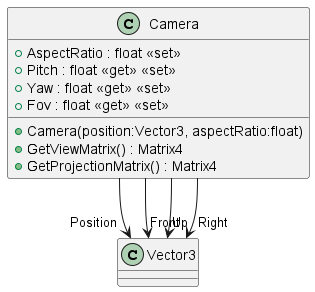 C Camera
AspectRatio : float «set»
Pitch : float «get» «set»
Yaw : float «get» «set»
Fov : float «get» «set»
Camera(position:Vector3, aspectRatio:float)
GetViewMatrix() : Matrix4
GetProjectionMatrix() : Matrix4
Position Front Up Right
C Vector3